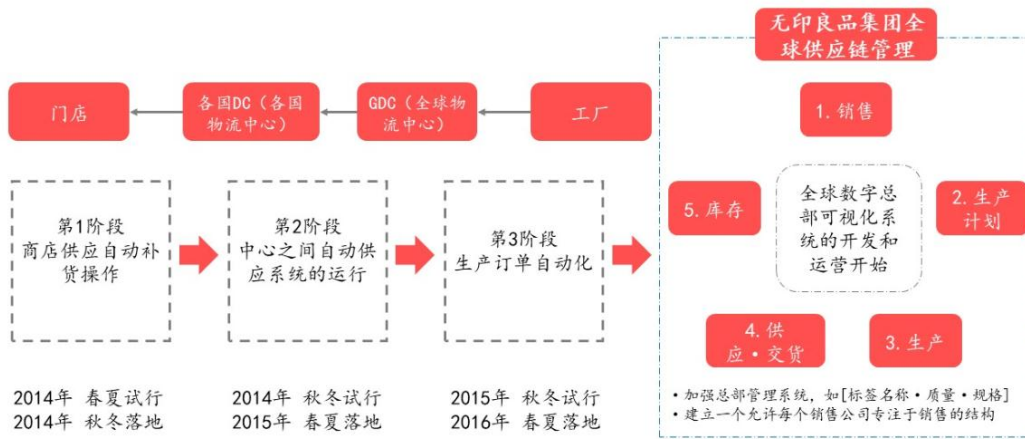 无印良品集团全
球供应链管理
门店
各国DC（各国
物流中心）
GDC（全球物
流中心）
工厂
1.销售
第1阶段
商店供应自动补
货操作
第2阶段
中心之间自动供
应系统的运行
第3阶段
生产订单自动化
5.库存
全球数字总
部可视化系
统的开发和
运营开始
2.生产
计划
4.供
应·交货
3.生产
2014年 春夏试行
2014年 秋冬落地
2014年 秋冬试行
2015年 春夏落地
2015年 秋冬试行
2016年 春夏落地
·加强总部管理系统，如[标签名称·质量·规格]
·建立一个允许每个销售公司专注于销售的结构